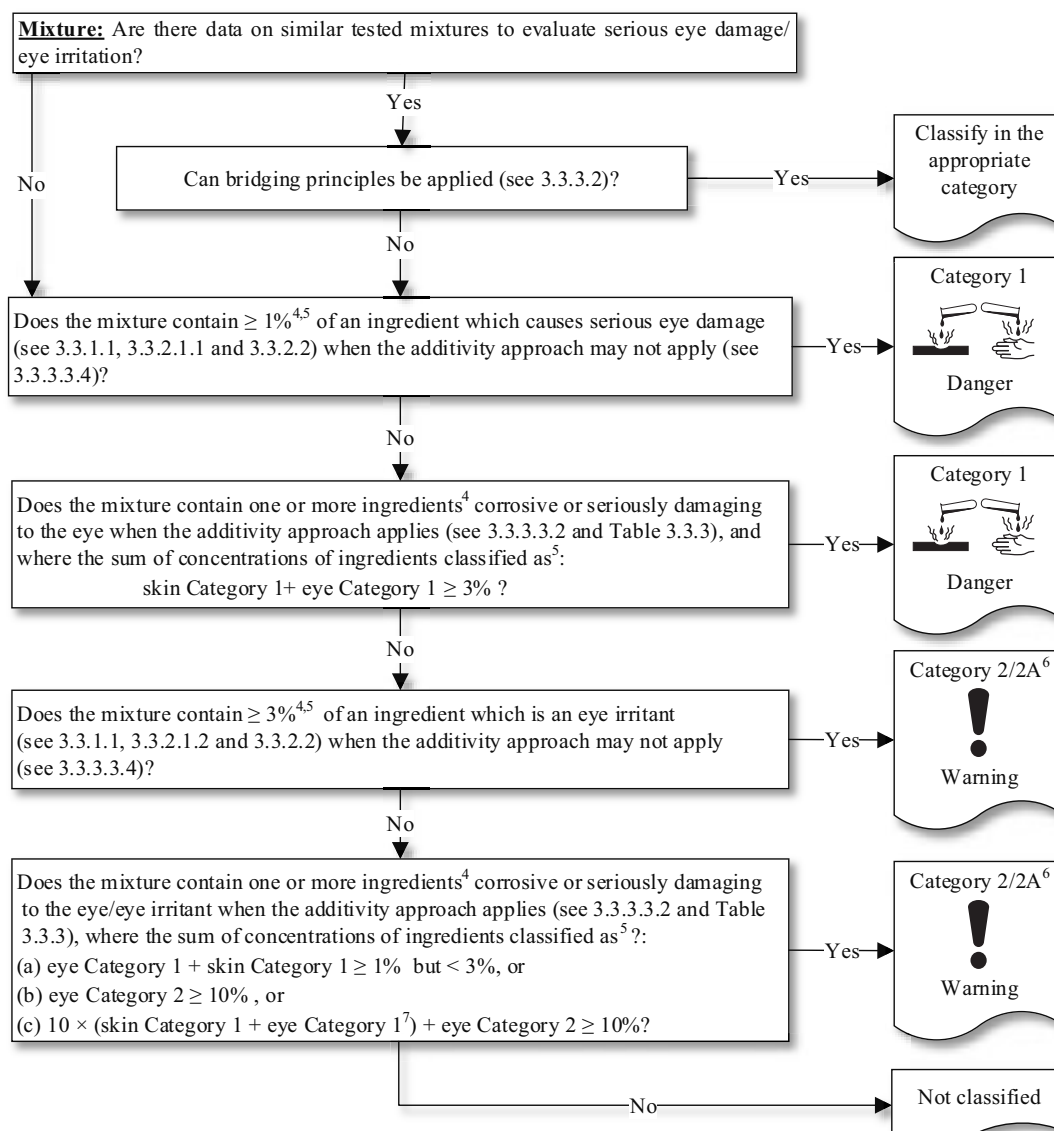 Mixture: Are there data on similar tested mixtures to evaluate serious eye damage/
eye irritation?
Yes
No
Can bridging principles be applied (see 3.3.3.2)?
Yes
Classify in the
appropriate
category
No
Does the mixture contain ≥ 1%4,5 of an ingredient which causes serious eye damage
(see 3.3.1.1, 3.3.2.1.1 and 3.3.2.2) when the additivity approach may not apply (see
3.3.3.3.4)?
Yes
Category 1
Danger
No
Does the mixture contain one or more ingredients4 corrosive or seriously damaging
to the eye when the additivity approach applies (see 3.3.3.3.2 and Table 3.3.3), and
where the sum of concentrations of ingredients classified as5:
skin Category 1+ eye Category 1 ≥ 3% ?
Yes
Category 1
Danger
No
Does the mixture contain ≥ 3%4,5 of an ingredient which is an eye irritant
(see 3.3.1.1, 3.3.2.1.2 and 3.3.2.2) when the additivity approach may not apply
(see 3.3.3.3.4)?
Yes
Category 2/2A6
Warning
No
Does the mixture contain one or more ingredients4 corrosive or seriously damaging
to the eye/eye irritant when the additivity approach applies (see 3.3.3.3.2 and Table
3.3.3), where the sum of concentrations of ingredients classified as5 ?:
(a) eye Category 1 + skin Category 1 ≥ 1% but < 3%, or
(b) eye Category 2 ≥ 10% , or
(c) 10 × (skin Category 1 + eye Category 17) + eye Category 2 ≥ 10%?
Yes
Category 2/2A6
Warning
No
Not classified